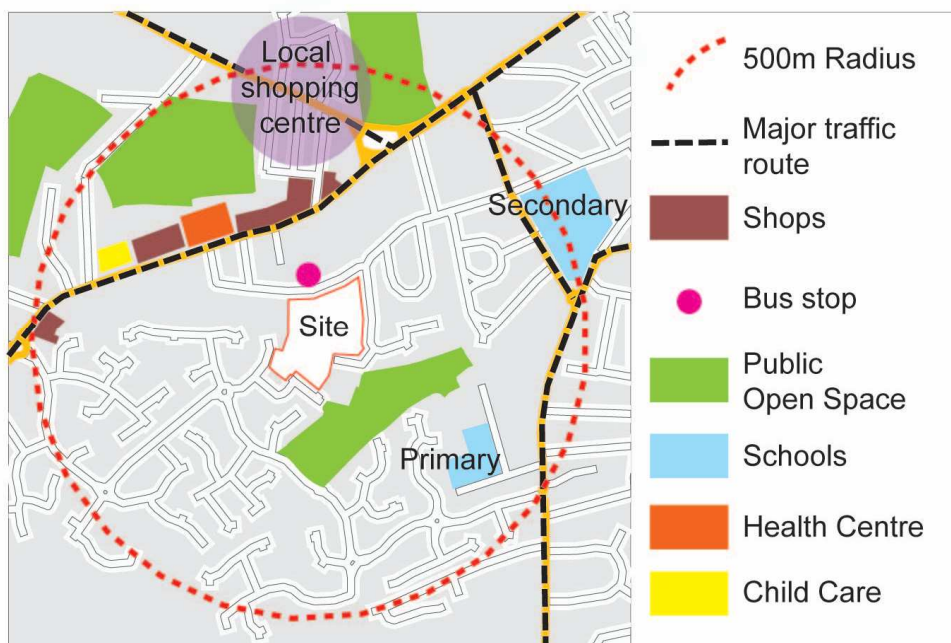 Local
shopping
centre
Secondary
Site
Primary
500m Radius
Major traffic
route
Shops
Bus stop
Public
Open Space
Schools
Health Centre
Child Care